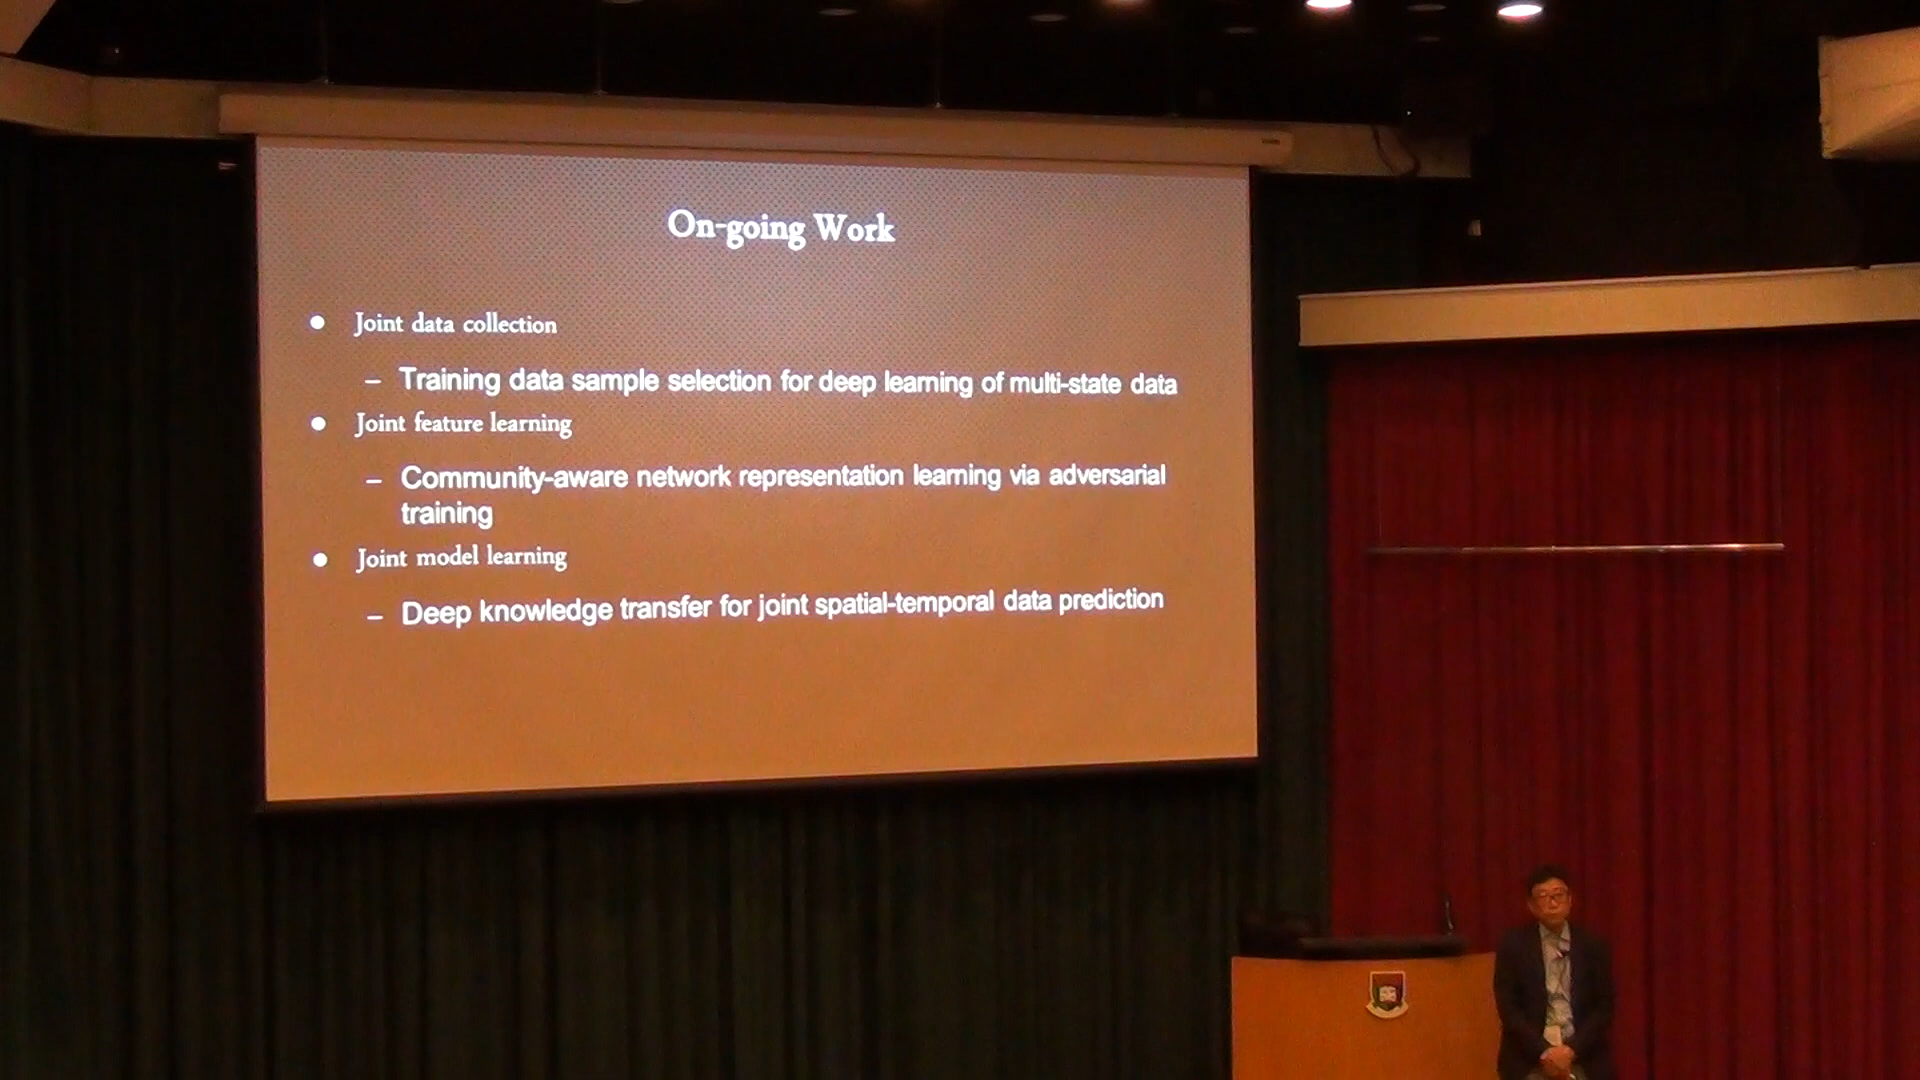 On-going Work
● Joint data collection
– Training data sample selection for deep learning of multi-state data
● Joint feature learning
– Community-aware network representation learning via adversarial
training
● Joint model learning
– Deep knowledge transfer for joint spatial-temporal data prediction